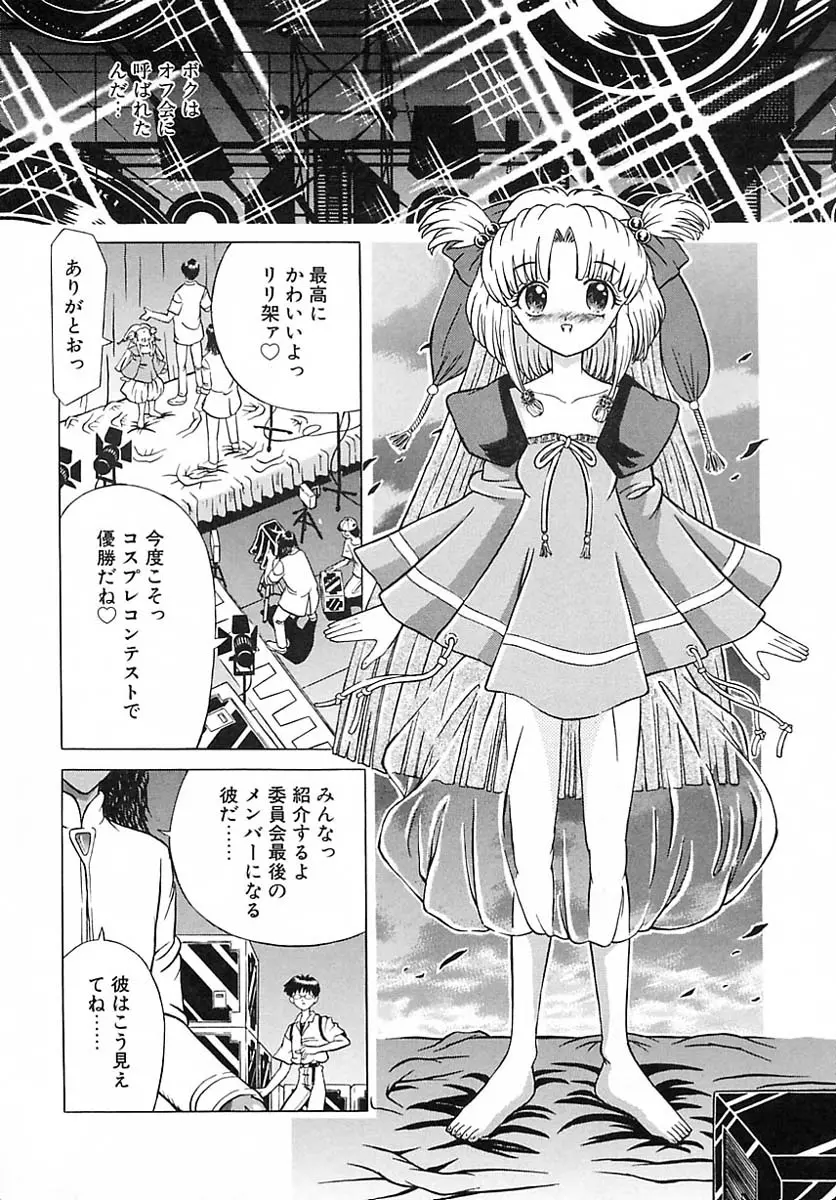 ボクは
オフ会に
呼ばれた
んだ…
最高に
かわいいよっ
リリ架ァ♡
ありがとおっ
今度こそっ
コスプレコンテストで
優勝だね♡
みんなっ
紹介するよ
委員会最後の
メンバーになる
彼だ……
彼はこう見え
てね……